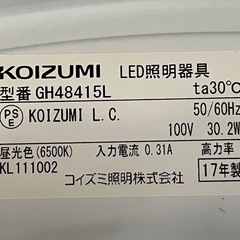 KOIZUMI LED照明器具
型番 GH48415L ta30℃
PSE KOIZUMI L.C. 50/60Hz
100V 30.2W
昼光色(6500K) 入力電流 0.31A 高力率
KL111002 17年製
コイズミ照明株式会社